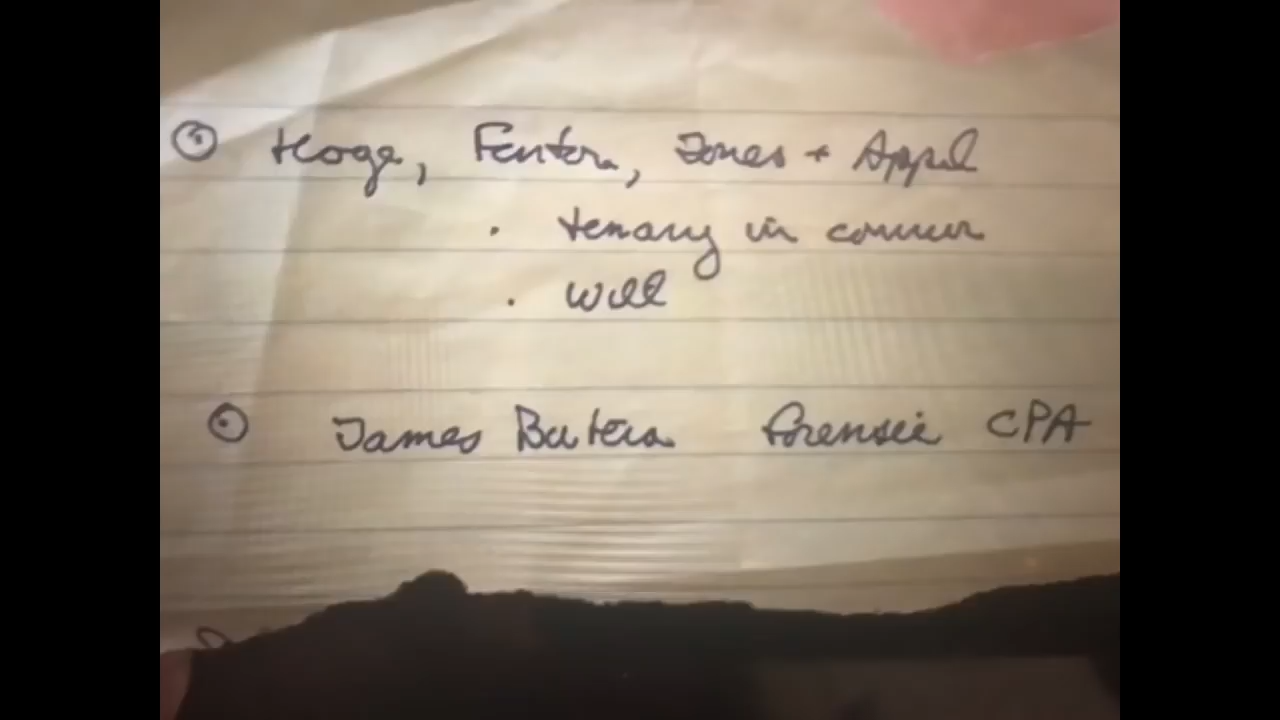 Hoge, Fenton, Jones + Appel
· tenancy in common
· will
James Butera forensic CPA